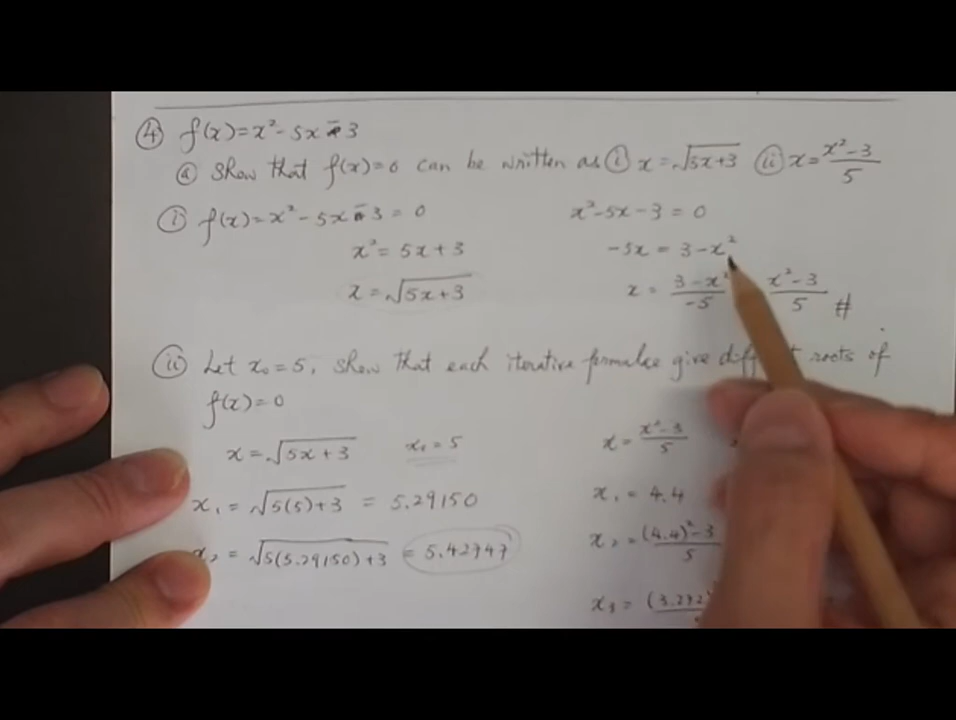 ④ f(x)=x²-5x-3
ⓐ show that f(x)=0 can be written as ⓘ x=√(5x+3) ⓘⓘ x=(x²-3)/5
ⓘ f(x)=x²-5x-3=0
x²=5x+3
x=√(5x+3)
x²-5x-3=0
-5x=3-x²
x=(3-x²)/-5 (x²-3)/5 #
ⓘⓘ Let x₀=5, show that each iterative formulae give roots of
f(x)=0
x=√(5x+3) x₀=5
x₁=√(5(5)+3) = 5.29150
x₂=√(5(5.29150)+3) = 5.42747
x=(x²-3)/5
x₁=4.4
x₂=((4.4)²-3)/5
x₃=(3.272